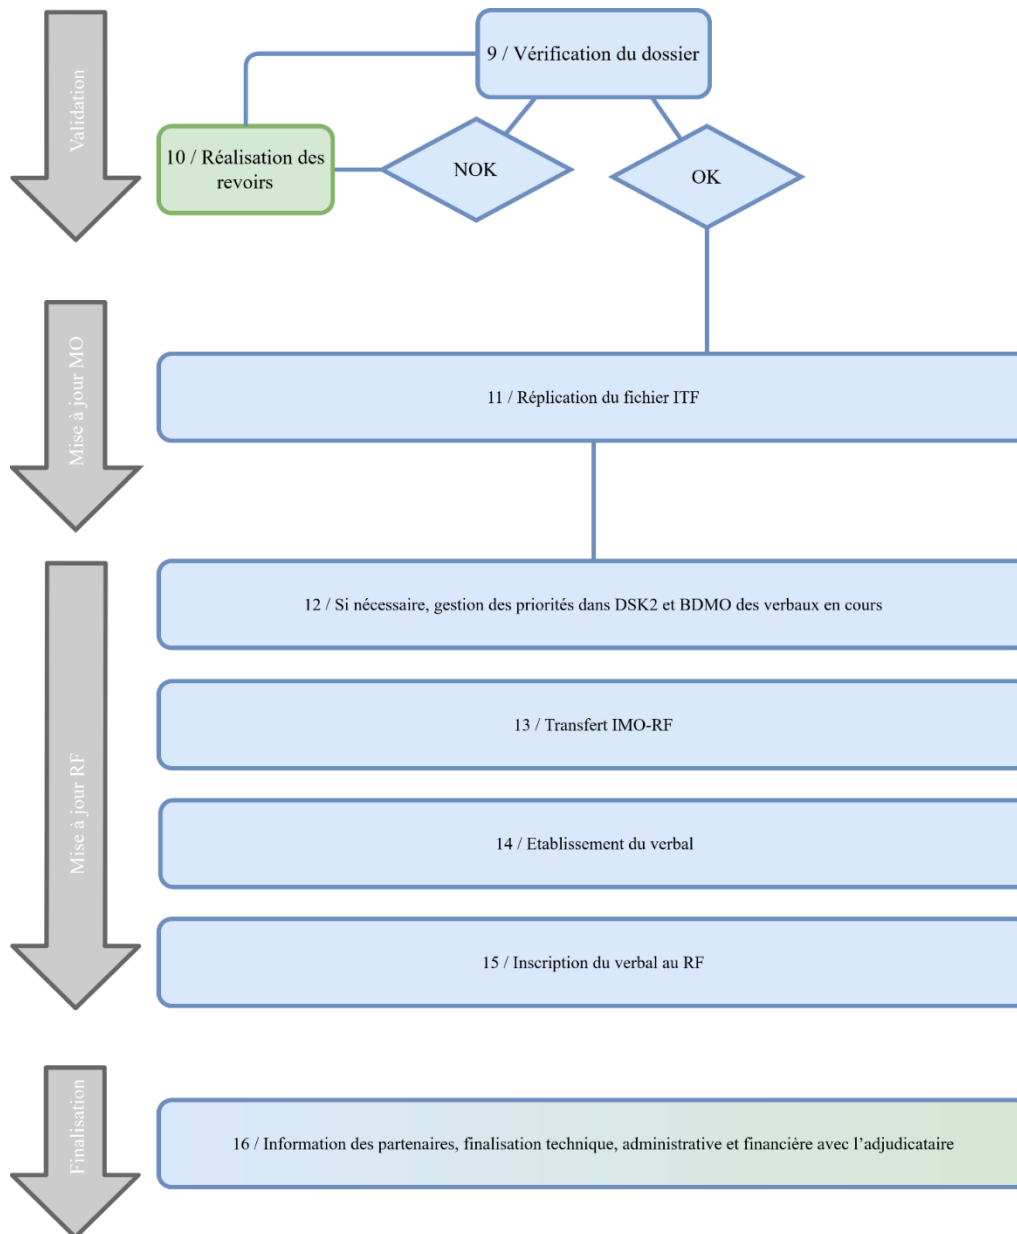 Validation
9 / Vérification du dossier
10 / Réalisation des
revoirs
NOK
OK
Mise à jour MO
11 / Réplication du fichier ITF
Mise à jour RF
12 / Si nécessaire, gestion des priorités dans DSK2 et BDMO des verbaux en cours
13 / Transfert IMO-RF
14 / Etablissement du verbal
15 / Inscription du verbal au RF
Finalisation
16 / Information des partenaires, finalisation technique, administrative et financière avec l’adjudicataire